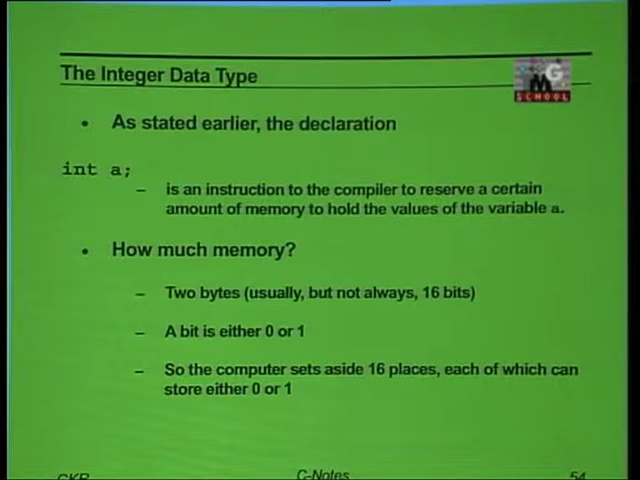 The Integer Data Type
G
M
SCHOOL
• As stated earlier, the declaration
int a;
– is an instruction to the compiler to reserve a certain
amount of memory to hold the values of the variable a.
• How much memory?
– Two bytes (usually, but not always, 16 bits)
– A bit is either 0 or 1
– So the computer sets aside 16 places, each of which can
store either 0 or 1
CKR
C-Notes
54